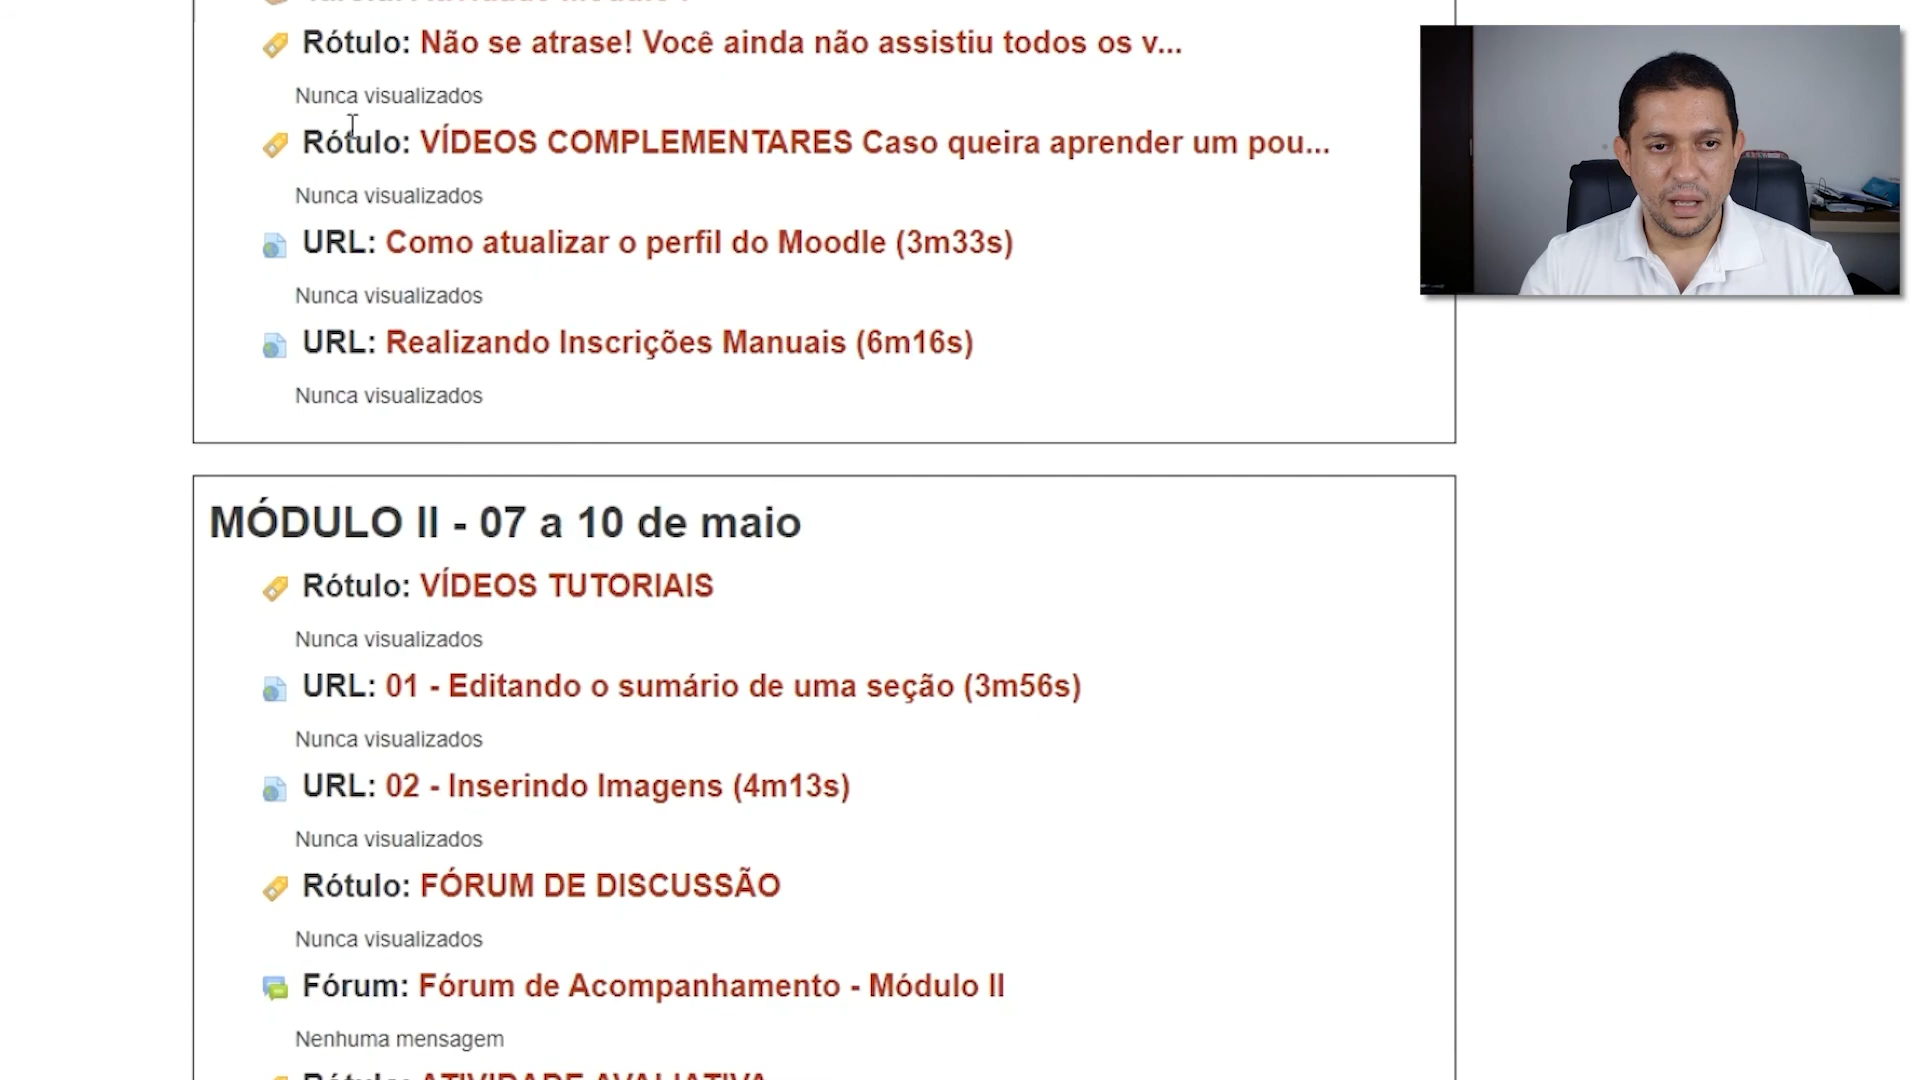 Rótulo: Não se atrase! Você ainda não assistiu todos os v...
Nunca visualizados
Rótulo: VÍDEOS COMPLEMENTARES Caso queira aprender um pou...
Nunca visualizados
URL: Como atualizar o perfil do Moodle (3m33s)
Nunca visualizados
URL: Realizando Inscrições Manuais (6m16s)
Nunca visualizados
MÓDULO II - 07 a 10 de maio
Rótulo: VÍDEOS TUTORIAIS
Nunca visualizados
URL: 01 - Editando o sumário de uma seção (3m56s)
Nunca visualizados
URL: 02 - Inserindo Imagens (4m13s)
Nunca visualizados
Rótulo: FÓRUM DE DISCUSSÃO
Nunca visualizados
Fórum: Fórum de Acompanhamento - Módulo II
Nenhuma mensagem
Rótulo: ATIVIDADE AVALIATIVA